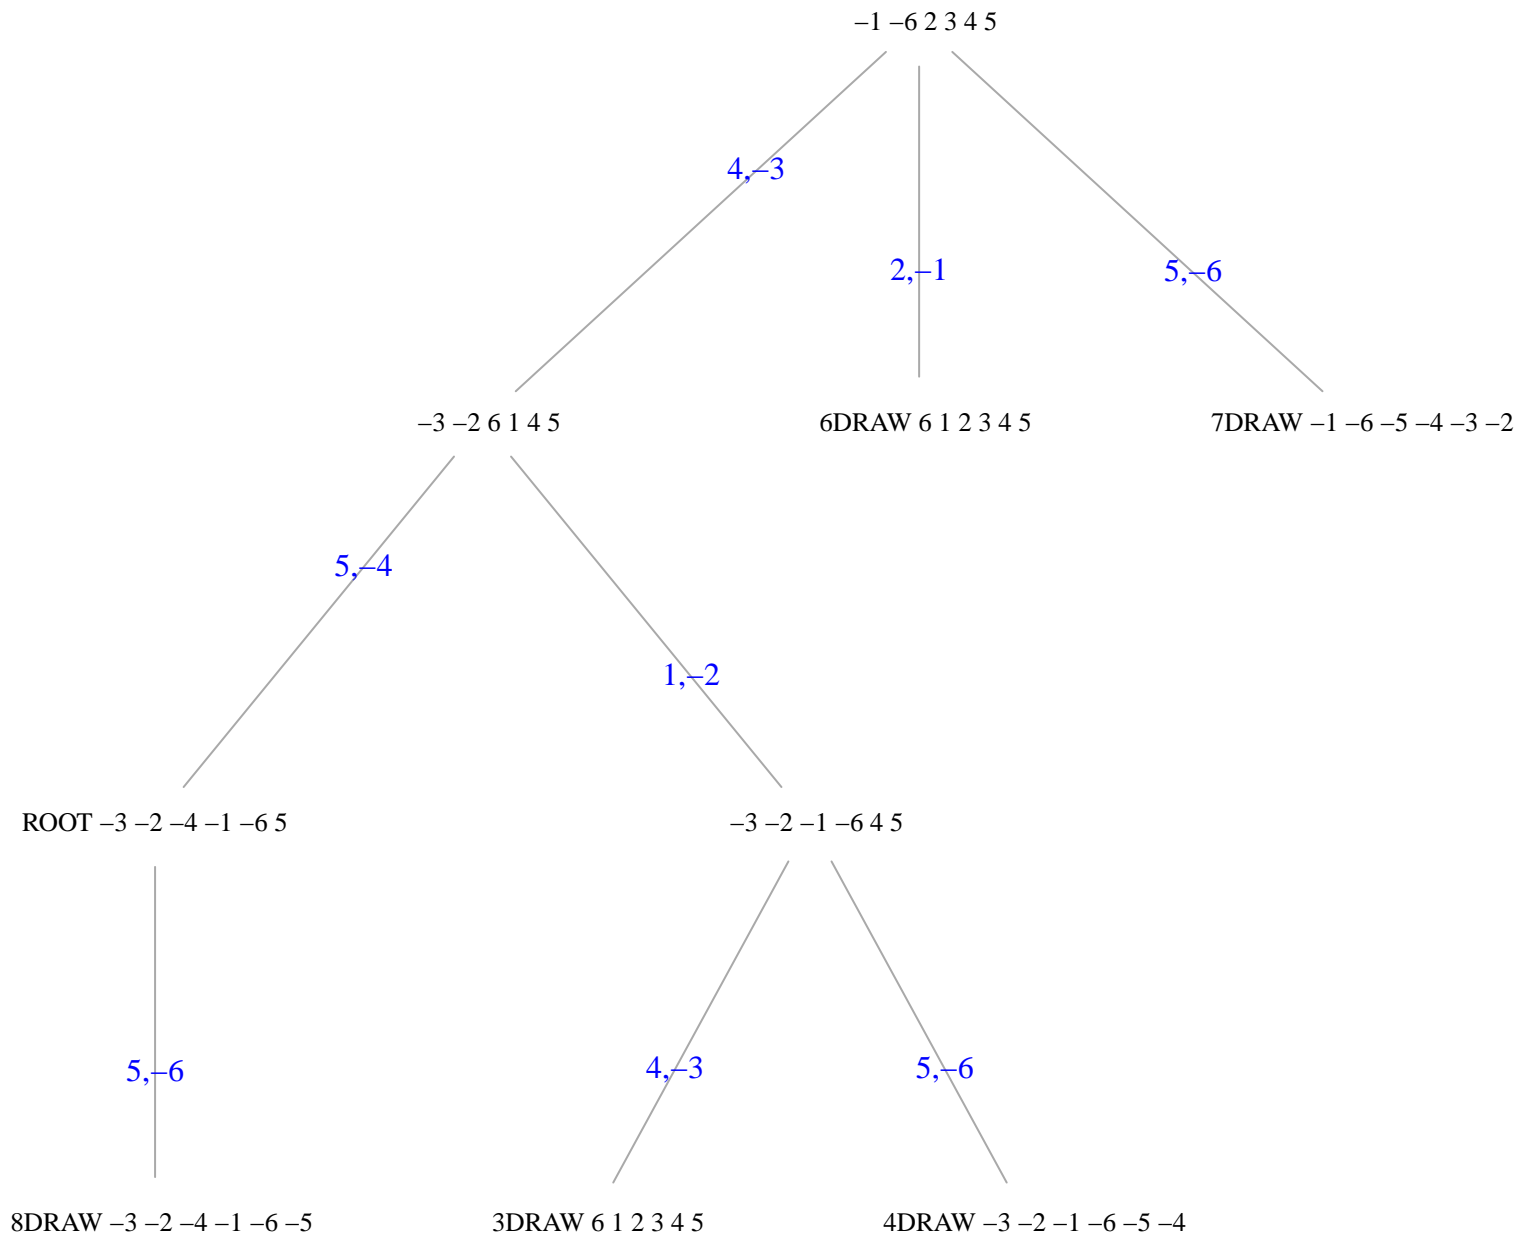 –1 –6 2 3 4 5
4,–3
2,–1
5,–6
–3 –2 6 1 4 5
6DRAW 6 1 2 3 4 5
7DRAW –1 –6 –5 –4 –3 –2
5,–4
1,–2
ROOT –3 –2 –4 –1 –6 5
–3 –2 –1 –6 4 5
5,–6
4,–3
5,–6
8DRAW –3 –2 –4 –1 –6 –5
3DRAW 6 1 2 3 4 5
4DRAW –3 –2 –1 –6 –5 –4